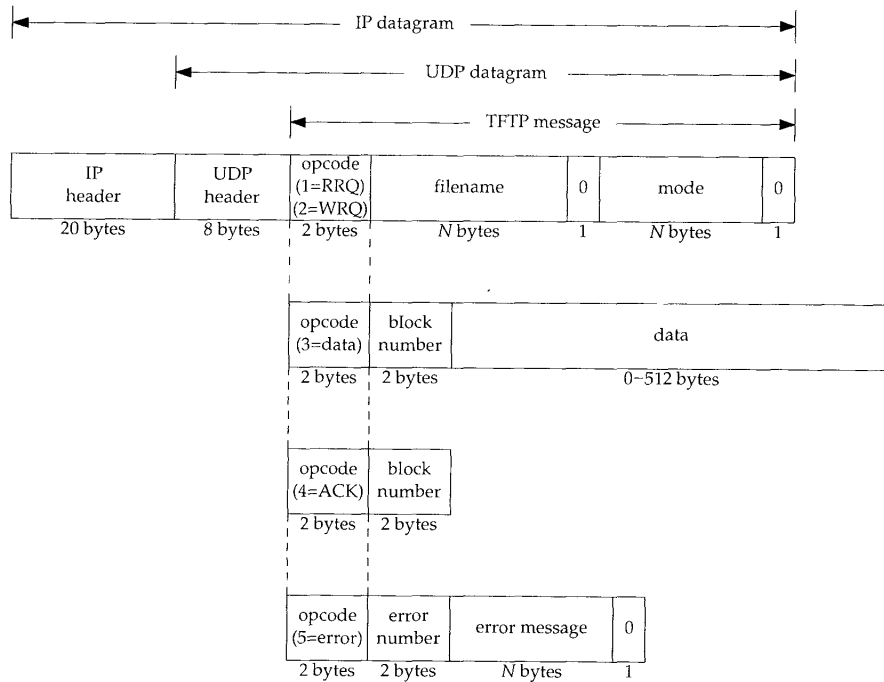 IP datagram
UDP datagram
TFTP message
IP header
UDP header
opcode (1=RRQ) (2=WRQ)
filename
0
mode
0
20 bytes
8 bytes
2 bytes
N bytes
1
N bytes
1
opcode (3=data)
block number
data
2 bytes
2 bytes
0~512 bytes
opcode (4=ACK)
block number
2 bytes
2 bytes
opcode (5=error)
error number
error message
0
2 bytes
2 bytes
N bytes
1